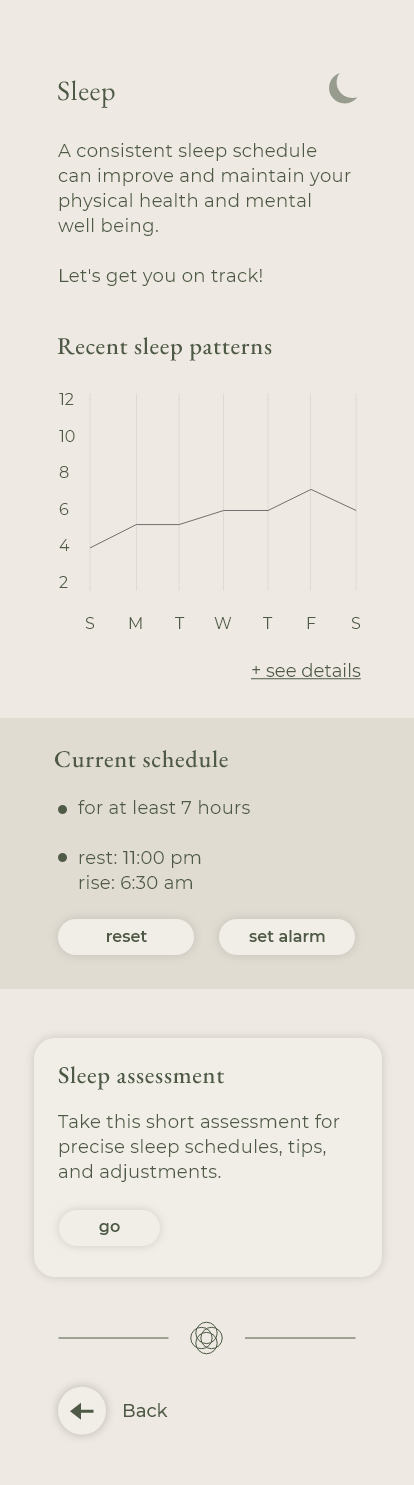 Sleep
A consistent sleep schedule
can improve and maintain your
physical health and mental
well being.
Let's get you on track!
Recent sleep patterns
12
10
8
6
4
2
S M T W T F S
+ see details
Current schedule
for at least 7 hours
rest: 11:00 pm
rise: 6:30 am
reset set alarm
Sleep assessment
Take this short assessment for
precise sleep schedules, tips,
and adjustments.
go
Back